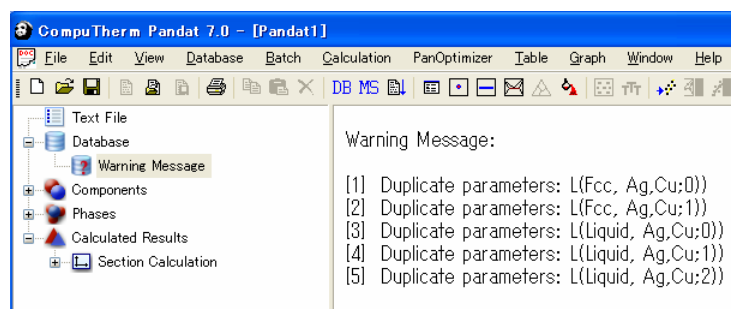 CompuTherm Pandat 7.0 - [Pandat1]
File Edit View Database Batch Calculation PanOptimizer Table Graph Window Help
DB MS
Text File
Database
Warning Message
Components
Phases
Calculated Results
Section Calculation
Warning Message:
[1] Duplicate parameters: L(Fcc, Ag,Cu;0))
[2] Duplicate parameters: L(Fcc, Ag,Cu;1))
[3] Duplicate parameters: L(Liquid, Ag,Cu;0))
[4] Duplicate parameters: L(Liquid, Ag,Cu;1))
[5] Duplicate parameters: L(Liquid, Ag,Cu;2))